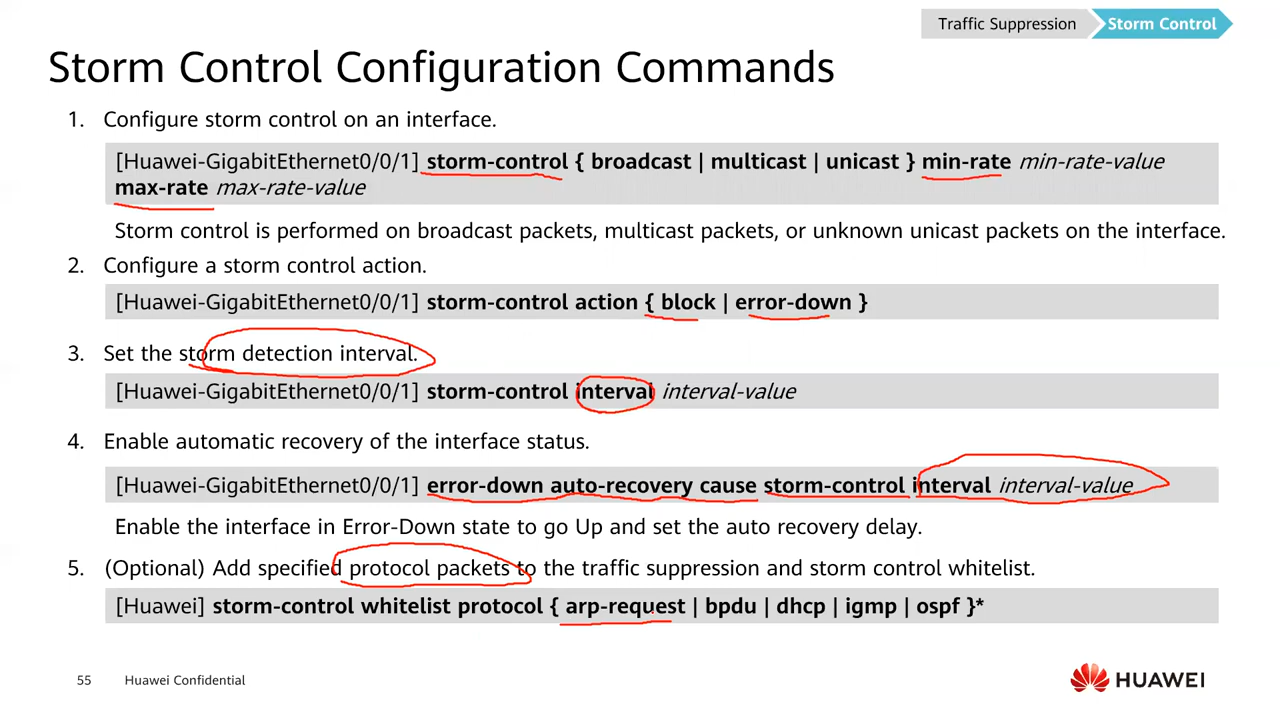 Traffic Suppression
Storm Control
Storm Control Configuration Commands
1. Configure storm control on an interface.
[Huawei-GigabitEthernet0/0/1] storm-control { broadcast | multicast | unicast } min-rate min-rate-value
max-rate max-rate-value
Storm control is performed on broadcast packets, multicast packets, or unknown unicast packets on the interface.
2. Configure a storm control action.
[Huawei-GigabitEthernet0/0/1] storm-control action { block | error-down }
3. Set the storm detection interval.
[Huawei-GigabitEthernet0/0/1] storm-control interval interval-value
4. Enable automatic recovery of the interface status.
[Huawei-GigabitEthernet0/0/1] error-down auto-recovery cause storm-control interval interval-value
Enable the interface in Error-Down state to go Up and set the auto recovery delay.
5. (Optional) Add specified protocol packets to the traffic suppression and storm control whitelist.
[Huawei] storm-control whitelist protocol { arp-request | bpdu | dhcp | igmp | ospf }*
55 Huawei Confidential
HUAWEI